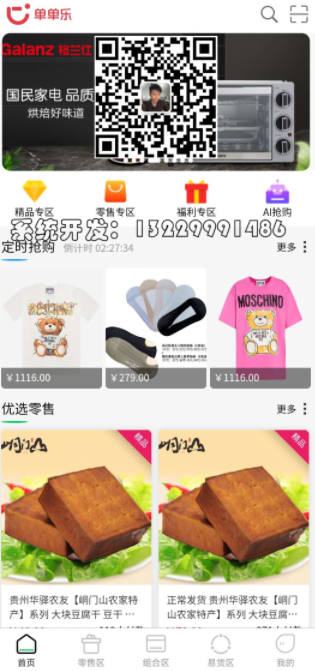 单单乐
Galanz 格兰仕
国民家电 品质
烘焙好味道
精品专区
零售专区
福利专区
AI抢购
系统开发：13229991486
定时抢购 倒计时 02:27:34
更多
MOSCHINO
￥1116.00
￥279.00
￥1116.00
优选零售
更多
精品
精品
贵州华驿农友【峒门山农家特
产】系列 大块豆腐干 豆干 ...
正常发货 贵州华驿农友【峒
门山农家特产】系列 大块豆...
首页
零售区
组合区
易货区
我的